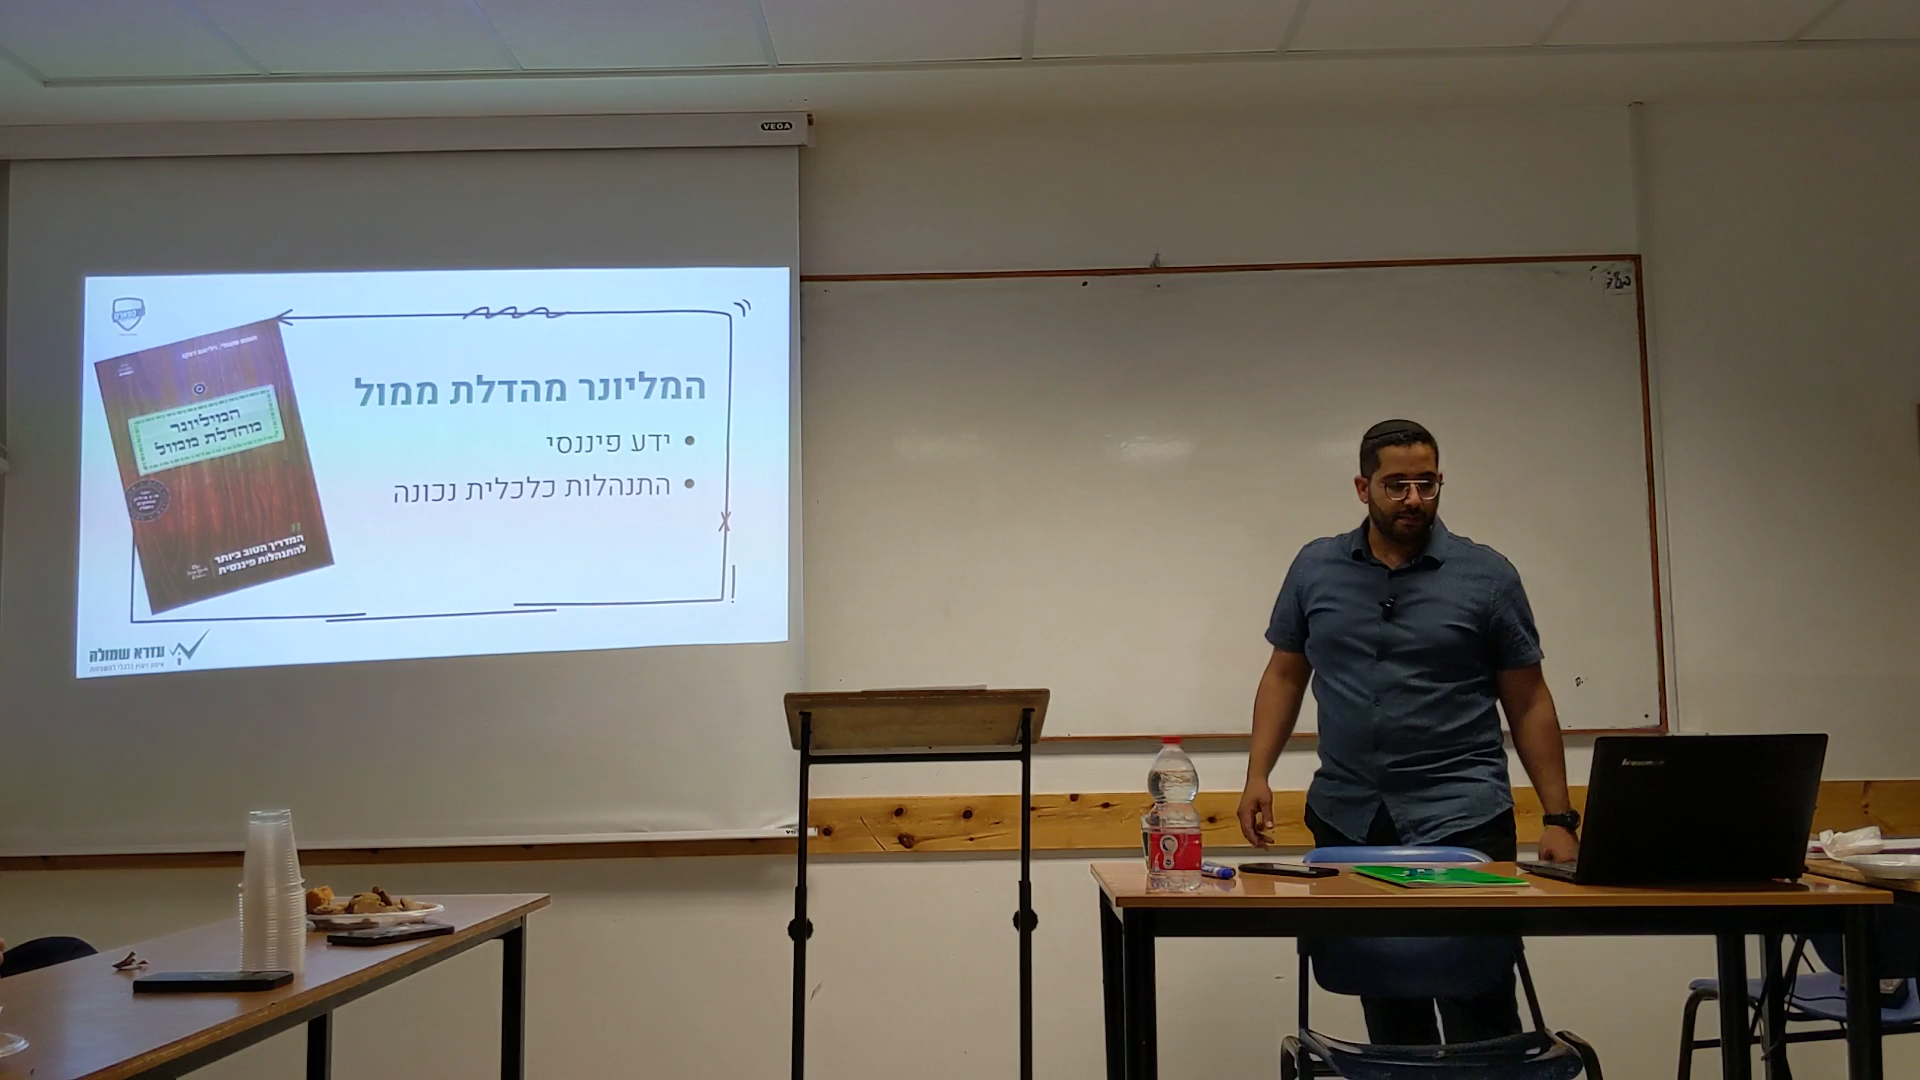 VEGA
המליונר מהדלת ממול
• ידע פיננסי
• התנהלות כלכלית נכונה
המיליונר
מהדלת ממול
המדריך הטוב ביותר
להתנהלות פיננסית
עזרא שמולה
lenovo